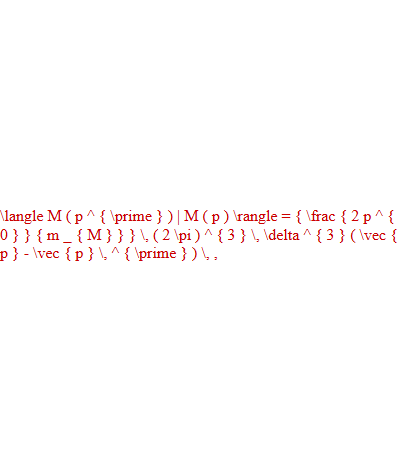 \langle M ( p ^ { \prime } ) | M ( p ) \rangle = { \frac { 2 p ^ {
0 } } { m _ { M } } } \, ( 2 \pi ) ^ { 3 } \, \delta ^ { 3 } ( \vec {
p } - \vec { p } \, ^ { \prime } ) \, ,